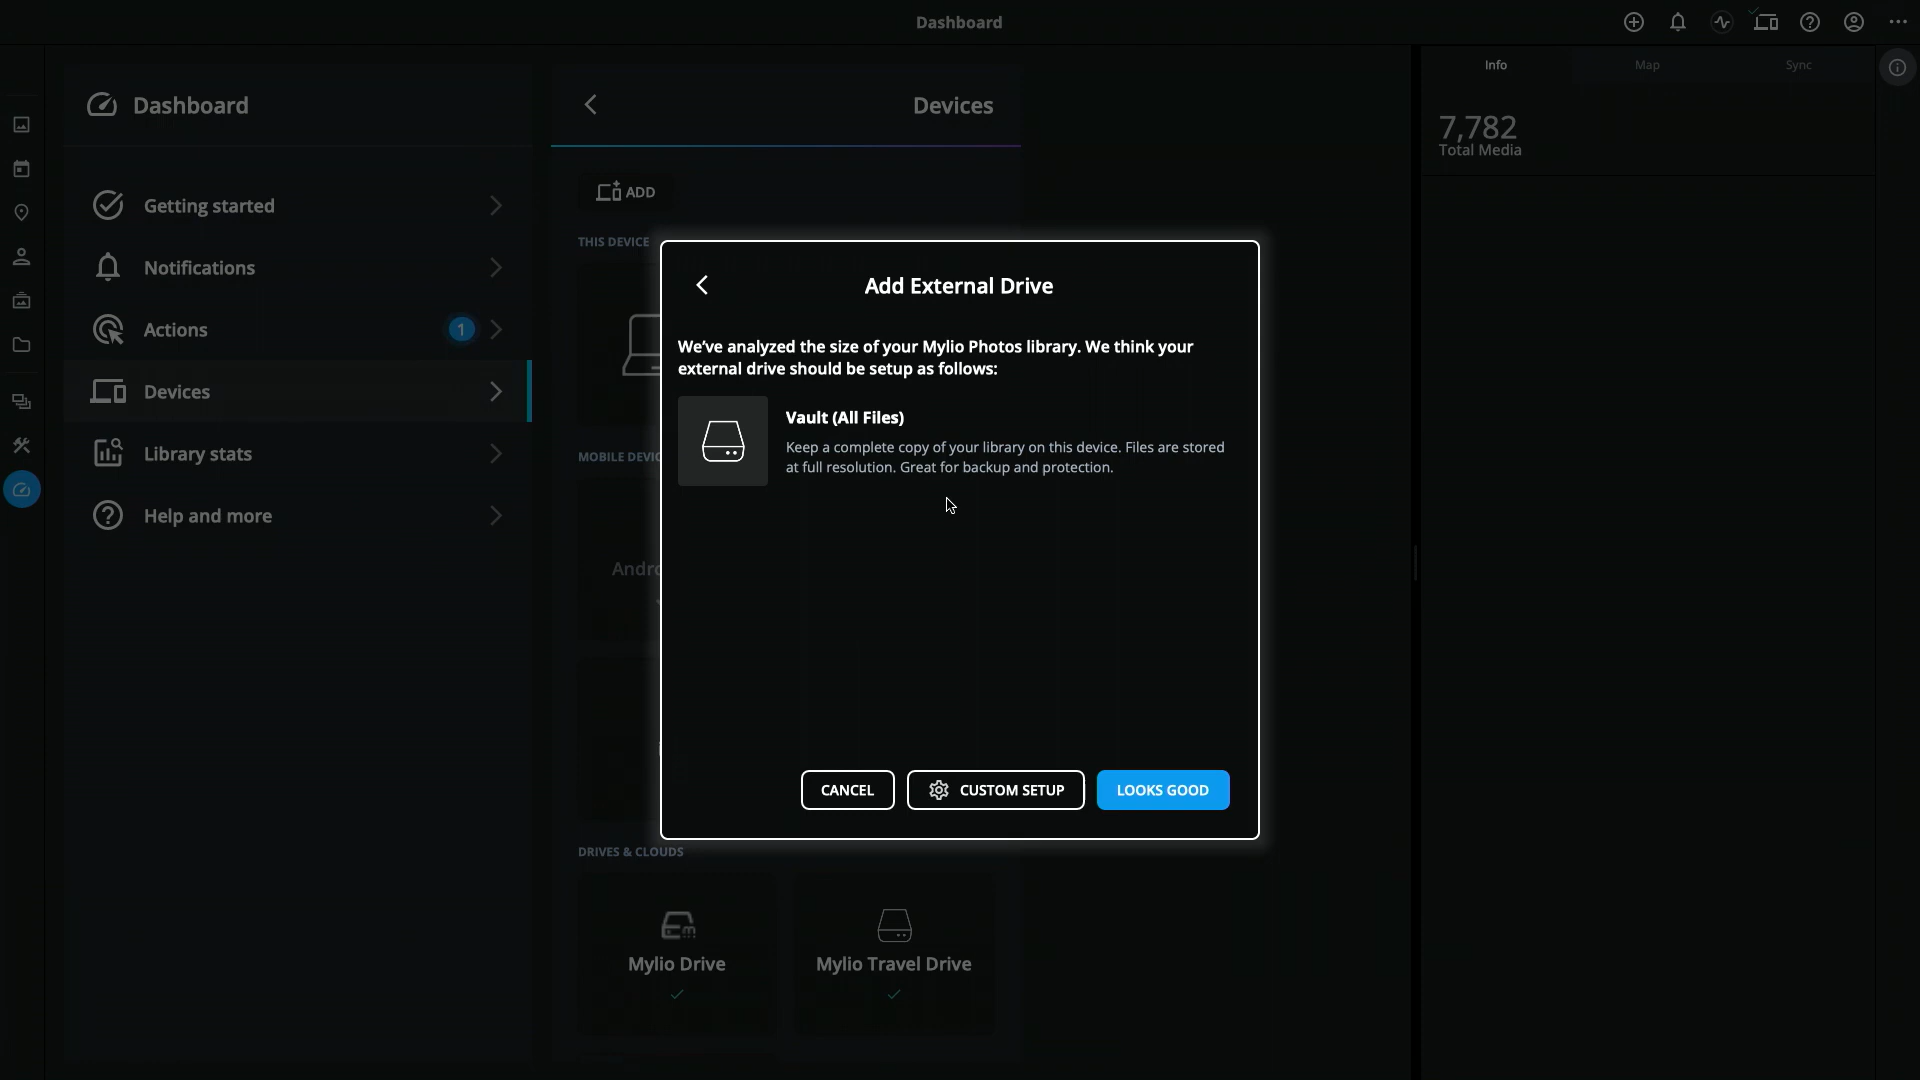 Dashboard
Info
Map
Sync
Dashboard
Devices
7,782
Total Media
ADD
Getting started
THIS DEVICE
Notifications
Actions
1
Devices
Library stats
MOBILE DEVIC
Help and more
Andro
Add External Drive
We've analyzed the size of your Mylio Photos library. We think your
external drive should be setup as follows:
Vault (All Files)
Keep a complete copy of your library on this device. Files are stored
at full resolution. Great for backup and protection.
CANCEL
CUSTOM SETUP
LOOKS GOOD
DRIVES & CLOUDS
Mylio Drive
Mylio Travel Drive